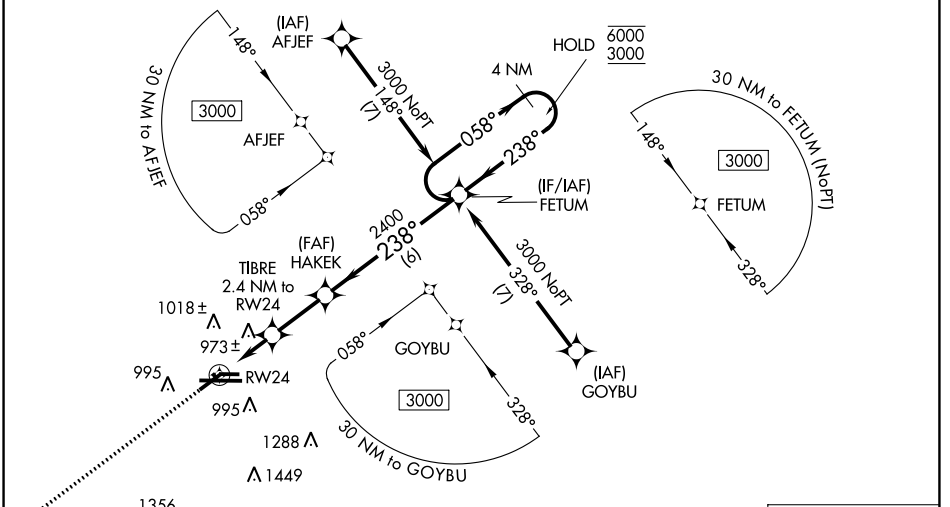 (IAF)
AFJEF
148°
30 NM to AFJEF
3000
AFJEF
058°
3000 NoPT
148°
(7)
HOLD
6000
3000
4 NM
058°
238°
30 NM to FETUM (NoPT)
148°
3000
FETUM
328°
(IF/IAF)
FETUM
2400
238°
(6)
(FAF)
HAKEK
TIBRE
2.4 NM to
RW24
3000 NoPT
328°
(7)
(IAF)
GOYBU
1018 ±
973 ±
995
RW24
995
058°
GOYBU
3000
328°
30 NM to GOYBU
1288
1449
1356